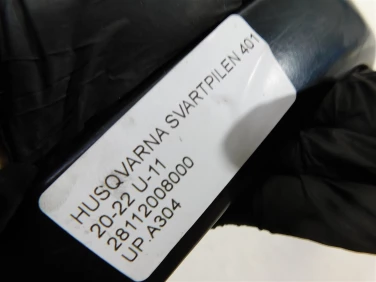 HUSQVARNA SVARTPILEN 401
20-22 U-11
28112008000
UP.A304